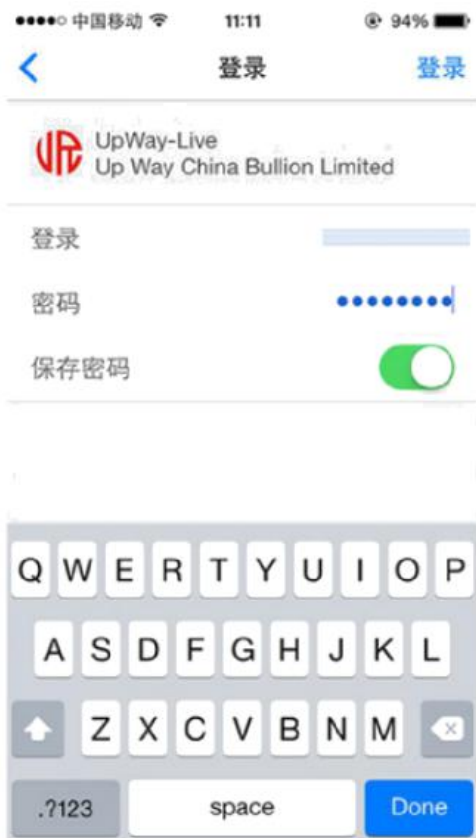 中国移动 11:11 94%
登录 登录
UpWay-Live
Up Way China Bullion Limited
登录
密码
保存密码
Q W E R T Y U I O P
A S D F G H J K L
Z X C V B N M
.?123 space Done